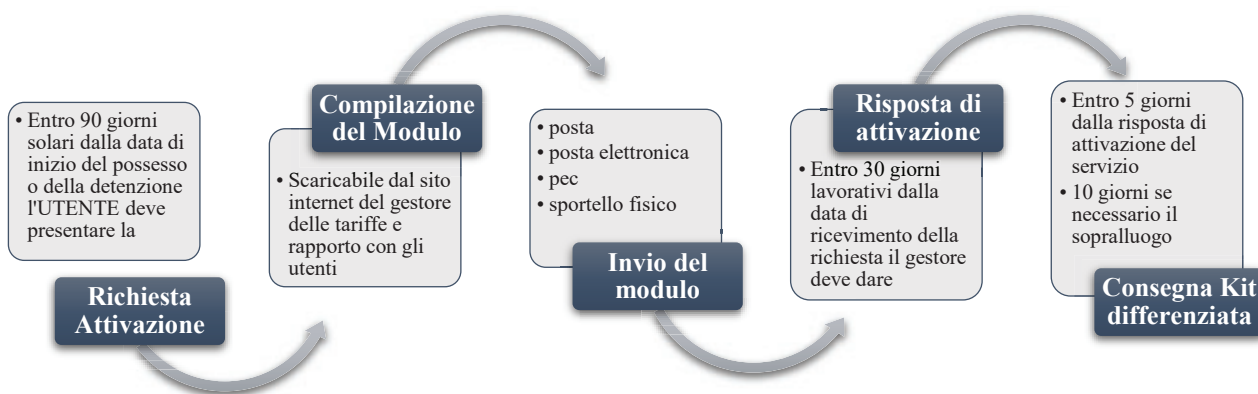 • Entro 90 giorni
solari dalla data di
inizio del possesso
o della detenzione
l'UTENTE deve
presentare la
Richiesta
Attivazione
Compilazione
del Modulo
• Scaricabile dal sito
internet del gestore
delle tariffe e
rapporto con gli
utenti
• posta
• posta elettronica
• pec
• sportello fisico
Invio del
modulo
Risposta di
attivazione
• Entro 30 giorni
lavorativi dalla
data di
ricevimento della
richiesta il gestore
deve dare
• Entro 5 giorni
dalla risposta di
attivazione del
servizio
• 10 giorni se
necessario il
sopralluogo
Consegna Kit
differenziata